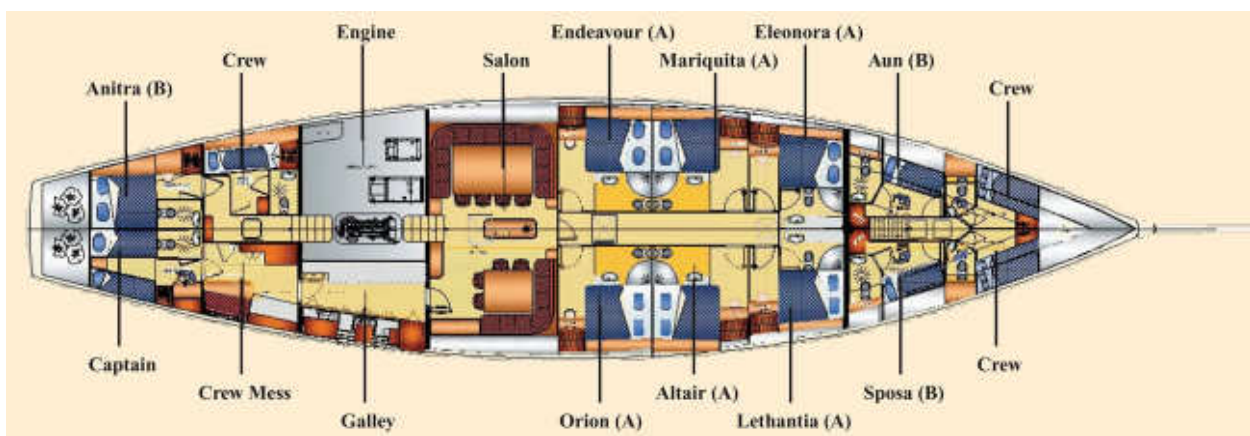 Engine
Endeavour (A)
Eleonora (A)
Crew
Salon
Mariquita (A)
Aun (B)
Anitra (B)
Crew
Captain
Crew Mess
Galley
Orion (A)
Altair (A)
Lethantia (A)
Sposa (B)
Crew